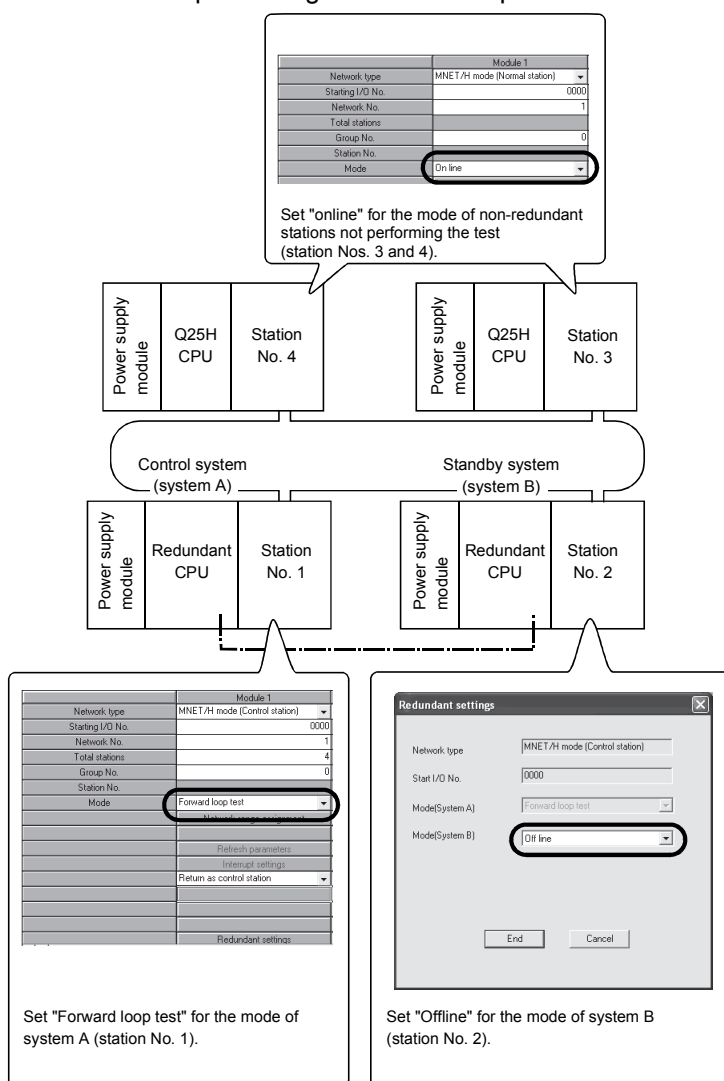 Module 1
Network type MNET/H mode (Normal station)
Starting I/O No. 0000
Network No. 1
Total stations
Group No. 0
Station No.
Mode On line
Set "online" for the mode of non-redundant
stations not performing the test
(station Nos. 3 and 4).
Power supply
module
Q25H
CPU
Station
No. 4
Power supply
module
Q25H
CPU
Station
No. 3
Control system
(system A)
Standby system
(system B)
Power supply
module
Redundant
CPU
Station
No. 1
Power supply
module
Redundant
CPU
Station
No. 2
Module 1
Network type MNET/H mode (Control station)
Starting I/O No. 0000
Network No. 1
Total stations 4
Group No. 0
Station No.
Mode Forward loop test
Network range assignment
Refresh parameters
Interrupt settings
Return as control station
Redundant settings
Set "Forward loop test" for the mode of
system A (station No. 1).
Redundant settings
Network type MNET/H mode (Control station)
Start I/O No. 0000
Mode(System A) Forward loop test
Mode(System B) Off line
End Cancel
Set "Offline" for the mode of system B
(station No. 2).